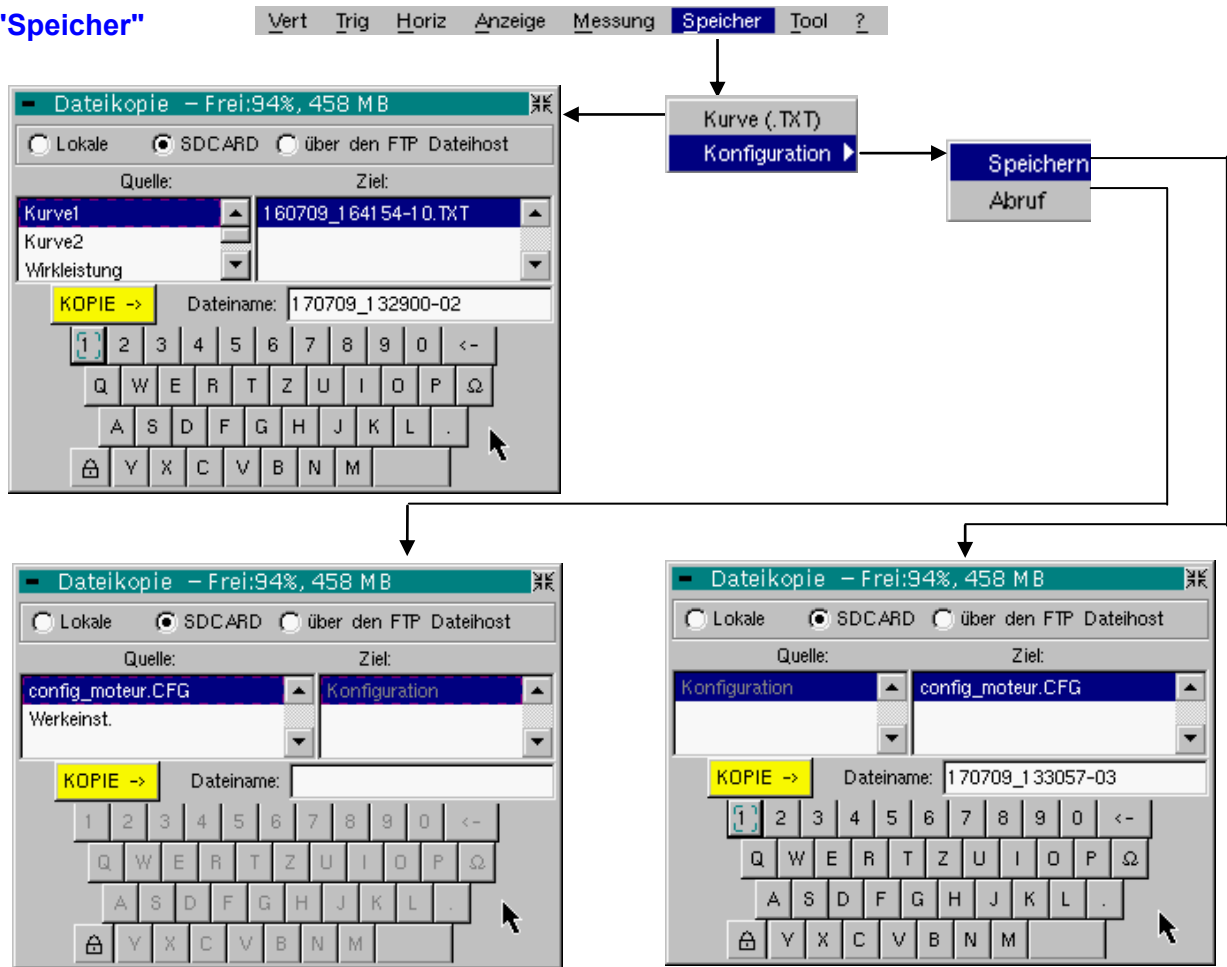 "Speicher"
Vert Trig Horiz Anzeige Messung Speicher Tool ?
Kurve (.TXT)
Konfiguration
Speichern
Abruf
Dateikopie – Frei:94%, 458 MB
Lokale SDCARD über den FTP Dateihost
Quelle: Ziel:
Kurve1 160709_164154-10.TXT
Kurve2
Wirkleistung
KOPIE -> Dateiname: 170709_132900-02
1 2 3 4 5 6 7 8 9 0 <-
Q W E R T Z U I O P Ω
A S D F G H J K L .
Y X C V B N M
Dateikopie – Frei:94%, 458 MB
Lokale SDCARD über den FTP Dateihost
Quelle: Ziel:
config_moteur.CFG Konfiguration
Werkeinst.
KOPIE -> Dateiname:
1 2 3 4 5 6 7 8 9 0 <-
Q W E R T Z U I O P Ω
A S D F G H J K L .
Y X C V B N M
Dateikopie – Frei:94%, 458 MB
Lokale SDCARD über den FTP Dateihost
Quelle: Ziel:
Konfiguration config_moteur.CFG
KOPIE -> Dateiname: 170709_133057-03
1 2 3 4 5 6 7 8 9 0 <-
Q W E R T Z U I O P Ω
A S D F G H J K L .
Y X C V B N M